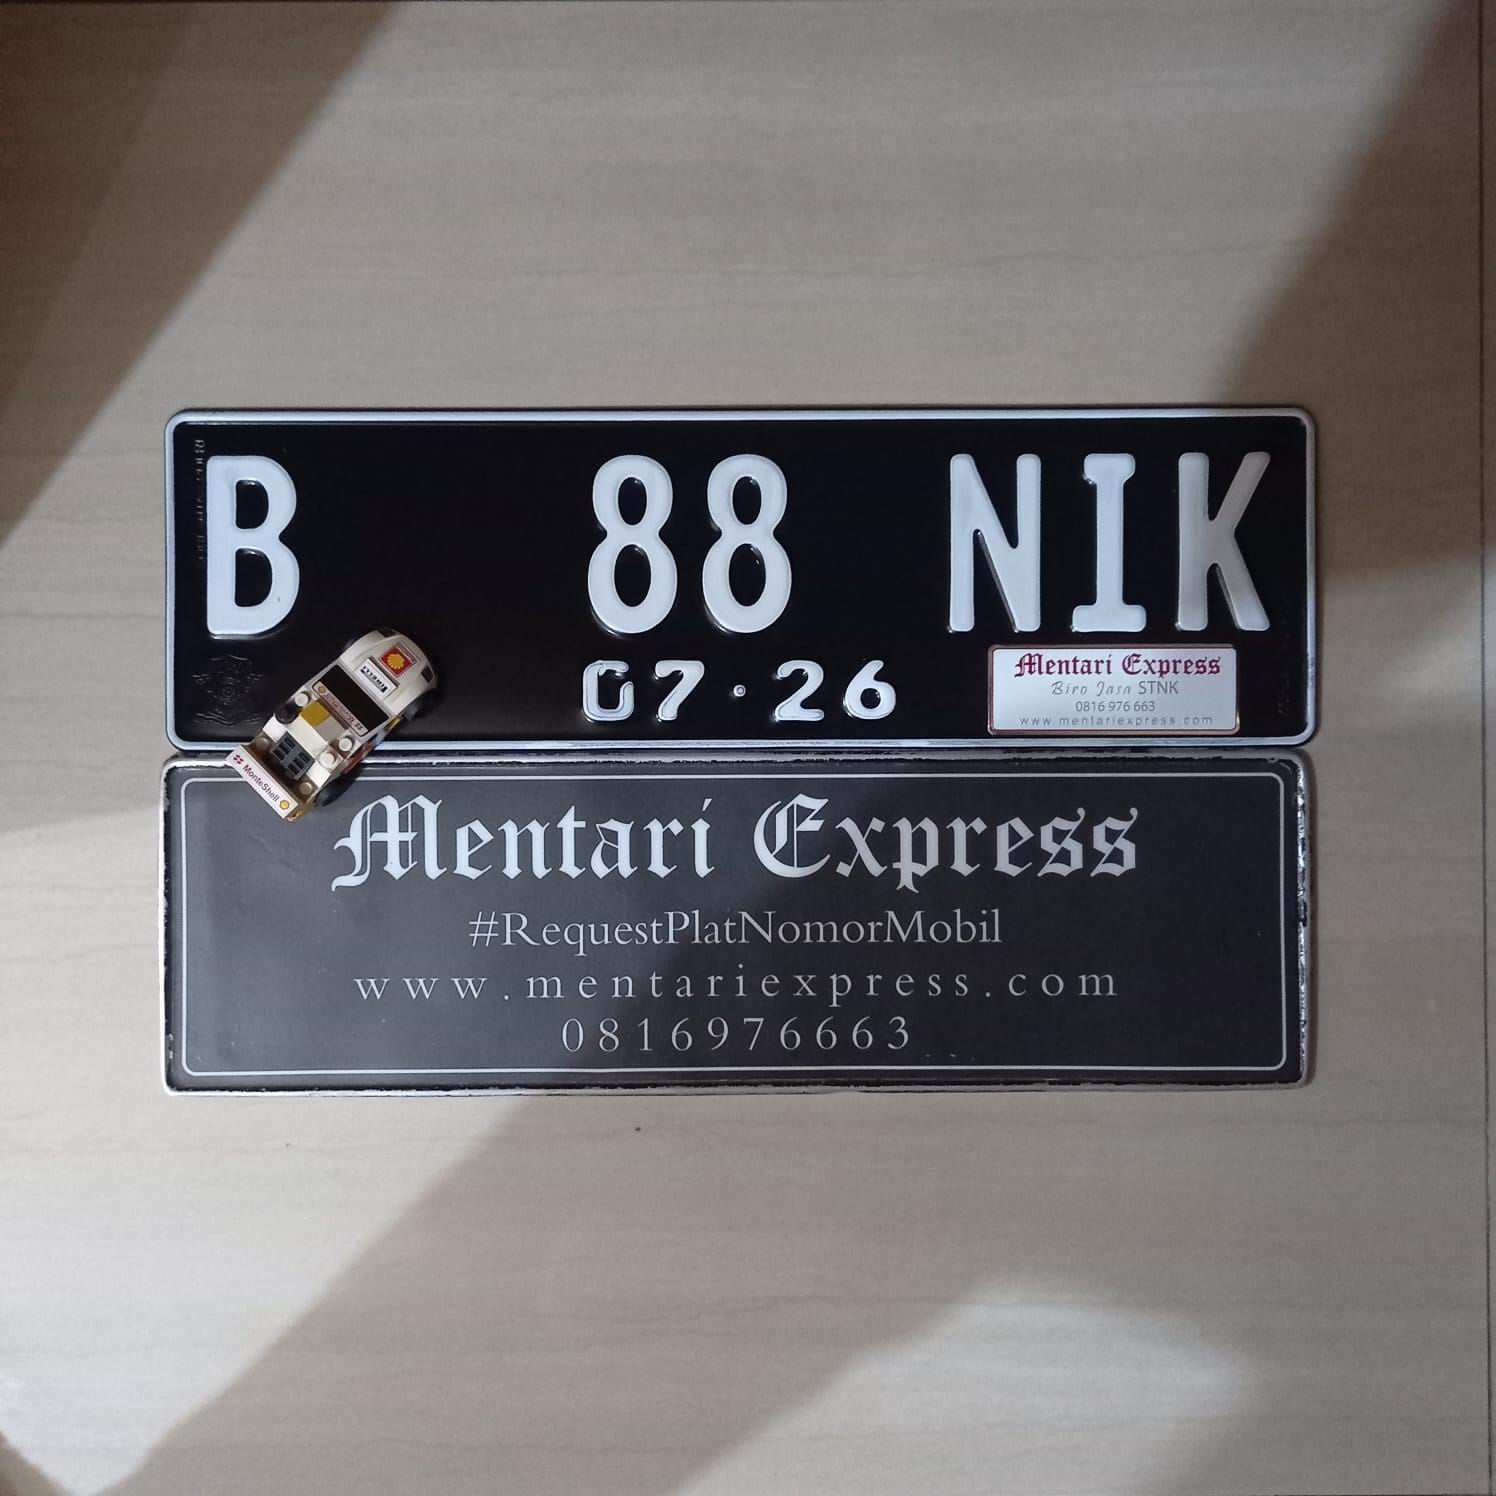 B 88 NIK
07·26
Mentari Express
Biro Jasa STNK
0816 976 663
www.mentariexpress.com
MonteShell
Mentari Express
#RequestPlatNomorMobil
www.mentariexpress.com
0816976663